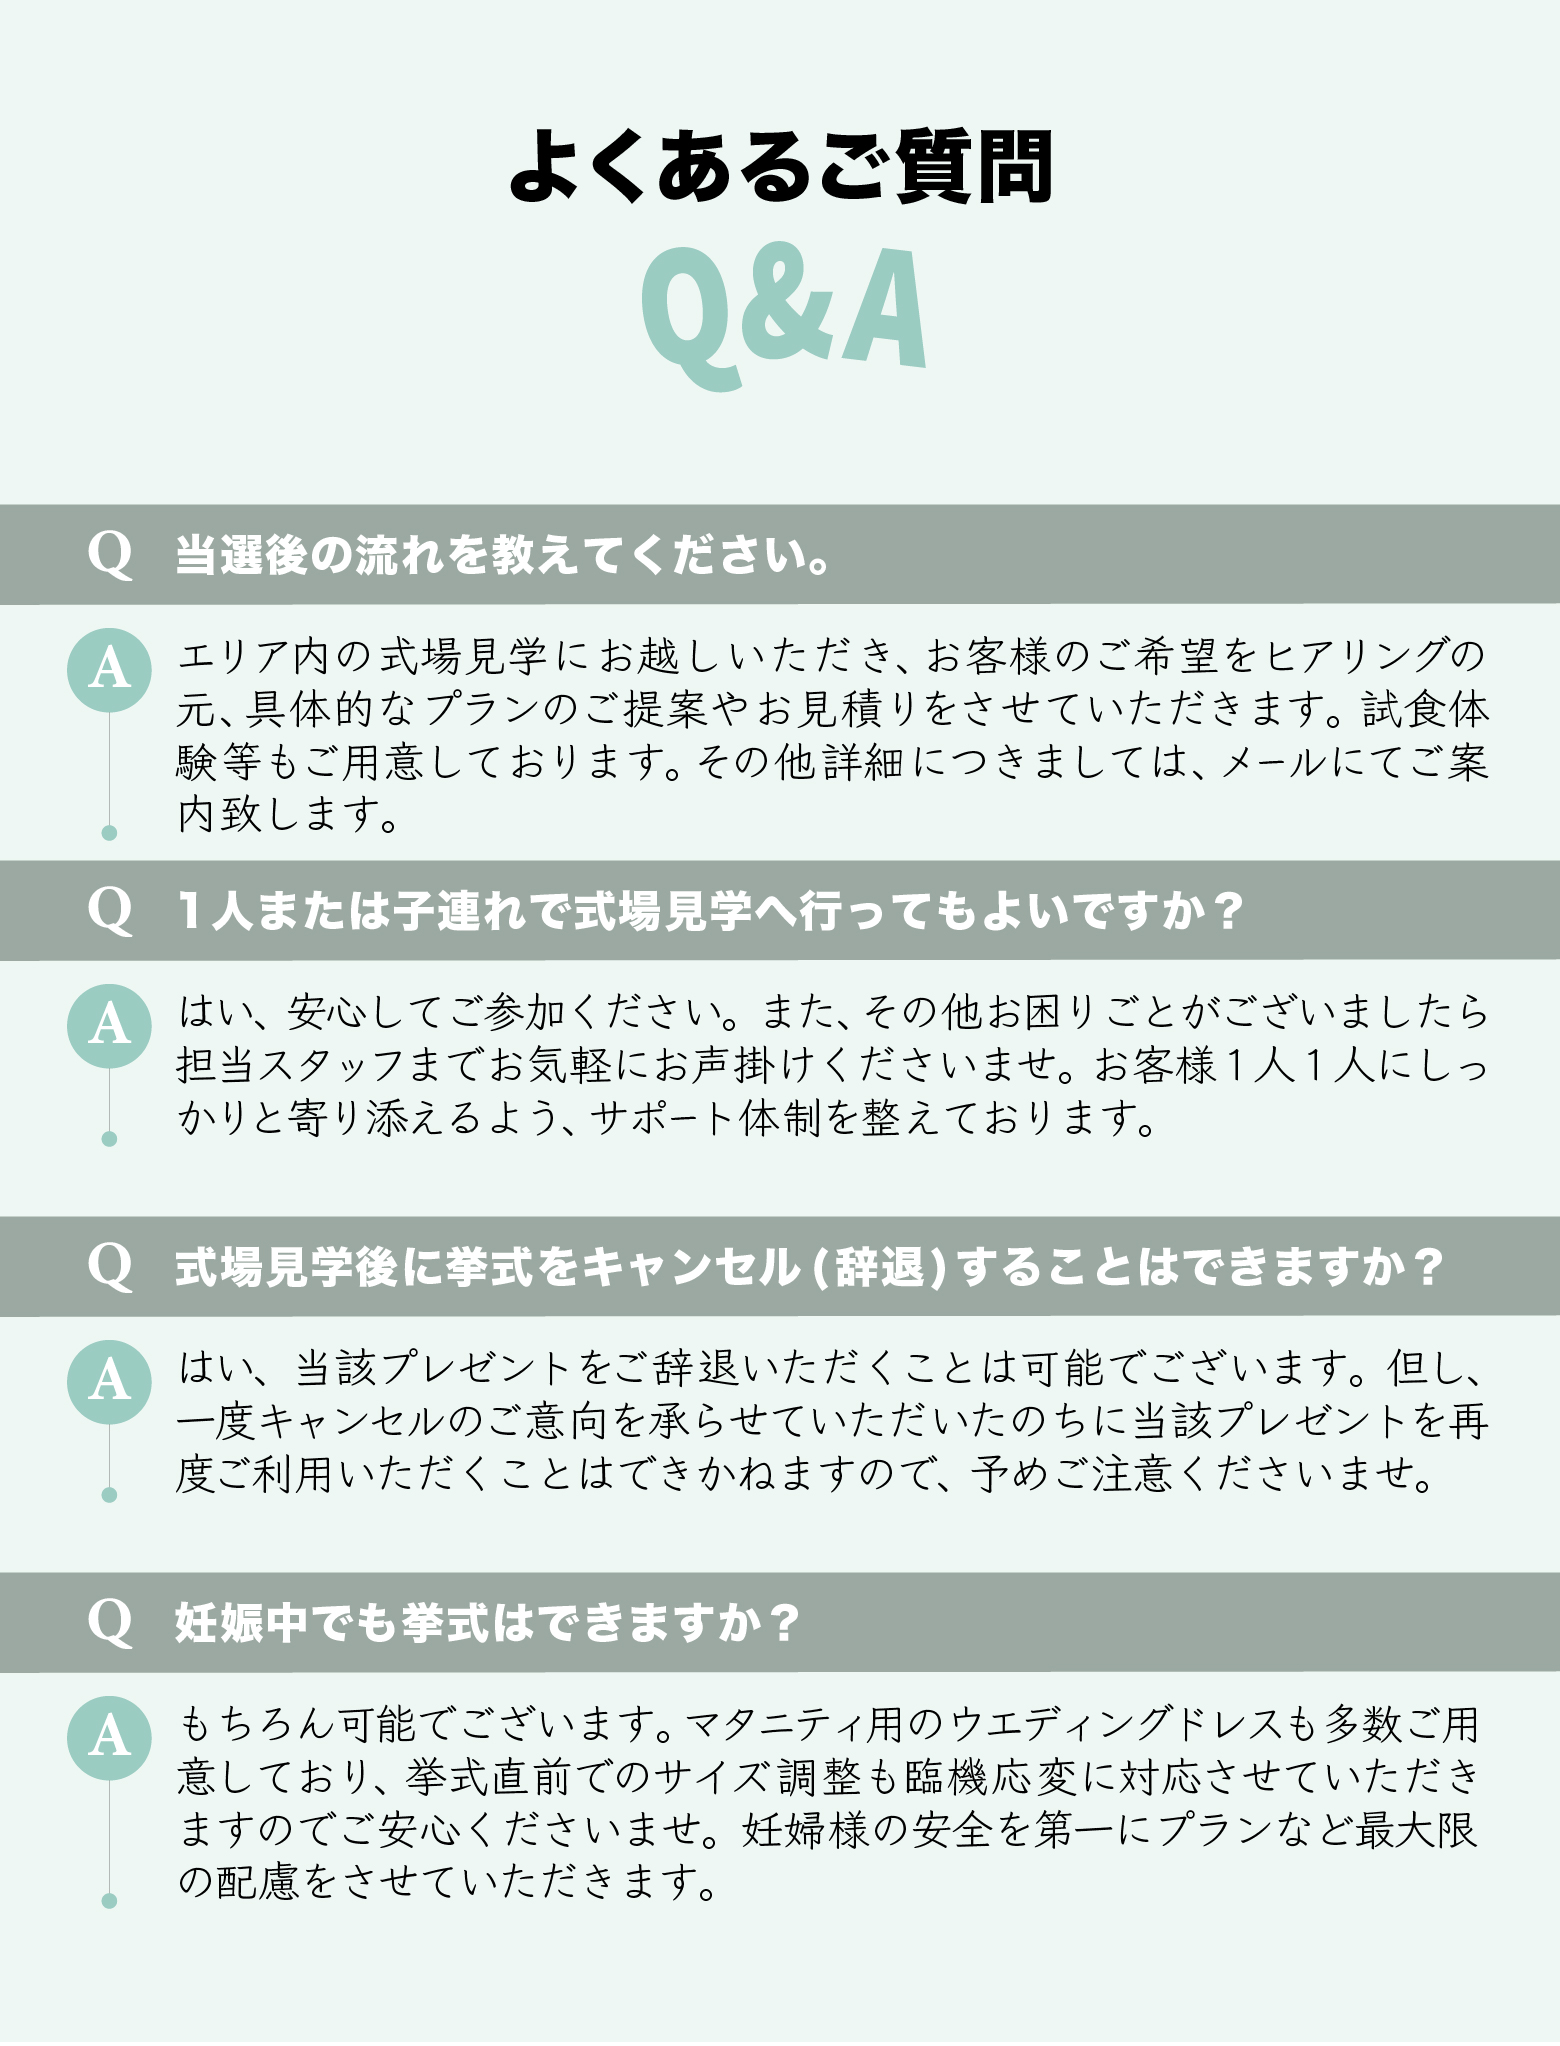 よくあるご質問
Q&A
Q 当選後の流れを教えてください。
A エリア内の式場見学にお越しいただき、お客様のご希望をヒアリングの
元、具体的なプランのご提案やお見積りをさせていただきます。試食体
験等もご用意しております。その他詳細につきましては、メールにてご案
内致します。
Q 1人または子連れで式場見学へ行ってもよいですか？
A はい、安心してご参加ください。また、その他お困りごとがございましたら
担当スタッフまでお気軽にお声掛けくださいませ。お客様1人1人にしっ
かりと寄り添えるよう、サポート体制を整えております。
Q 式場見学後に挙式をキャンセル(辞退)することはできますか？
A はい、当該プレゼントをご辞退いただくことは可能でございます。但し、
一度キャンセルのご意向を承らせていただいたのちに当該プレゼントを再
度ご利用いただくことはできかねますので、予めご注意くださいませ。
Q 妊娠中でも挙式はできますか？
A もちろん可能でございます。マタニティ用のウエディングドレスも多数ご用
意しており、挙式直前でのサイズ調整も臨機応変に対応させていただき
ますのでご安心くださいませ。妊婦様の安全を第一にプランなど最大限
の配慮をさせていただきます。